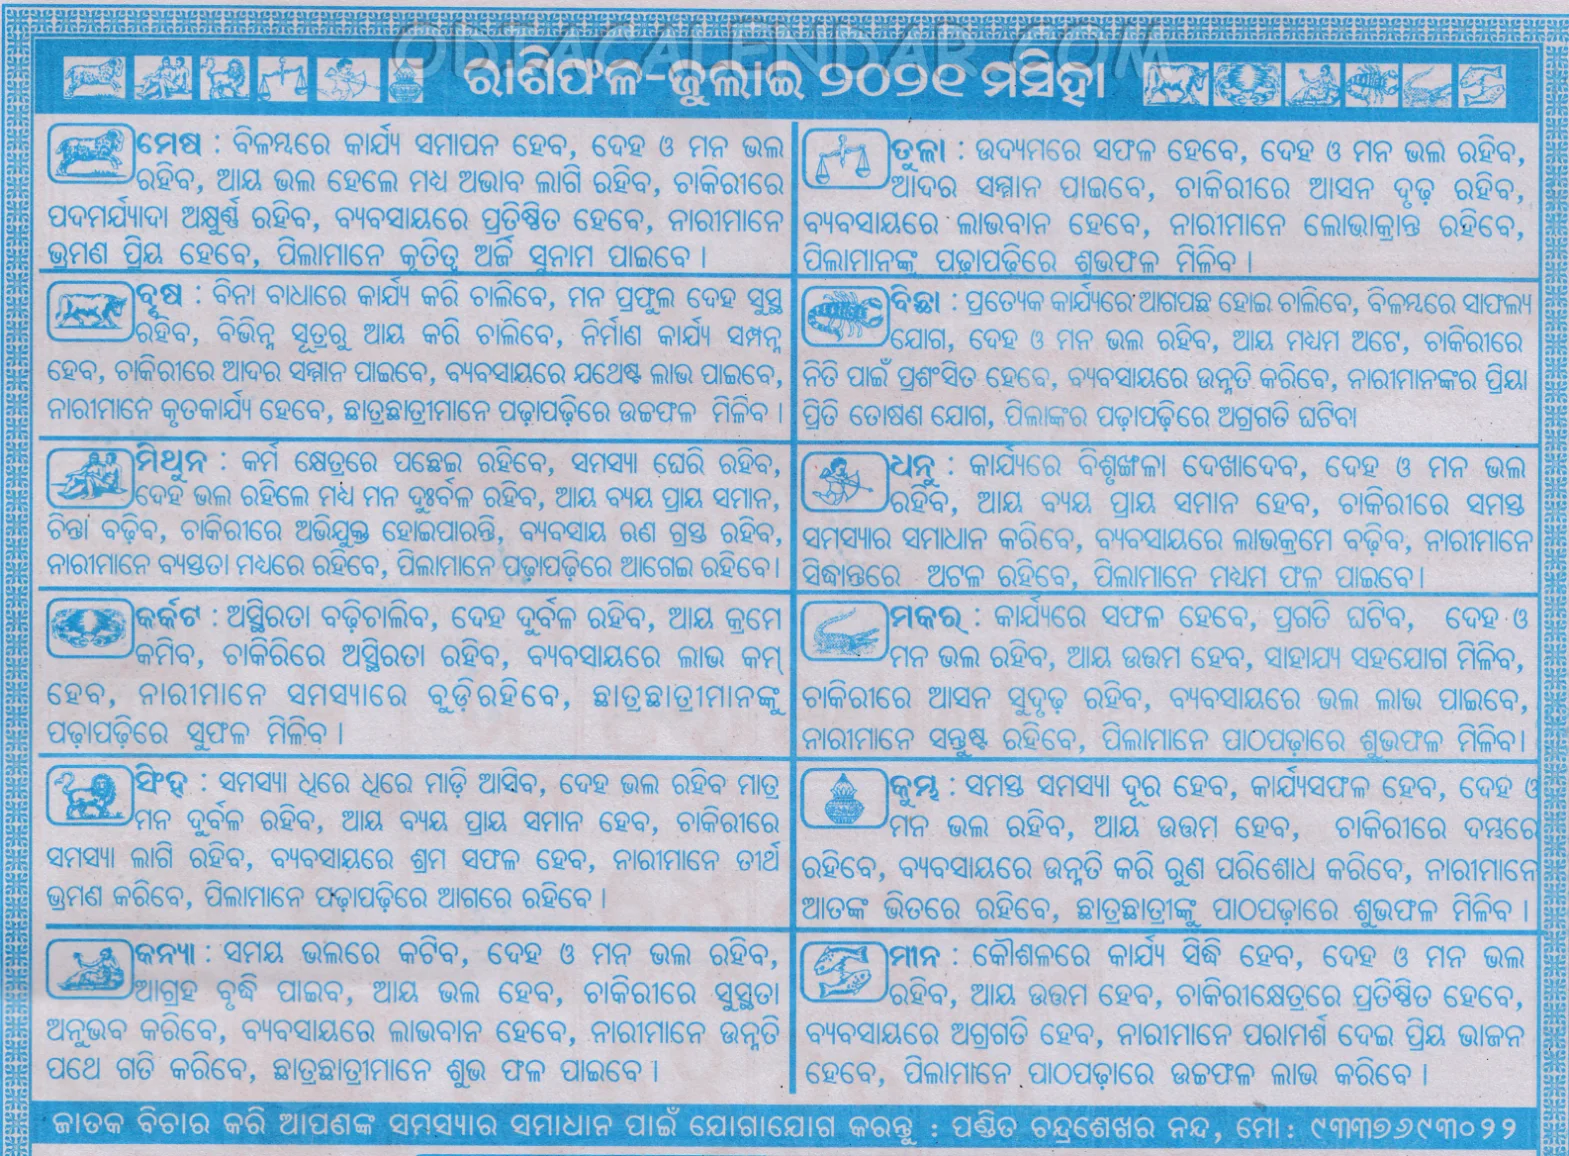 ODIACALENDAR.COM
ରାଶିଫଳ-ଜୁଲାଇ ୨୦୨୧ ମସିହା
ମେଷ : ବିଳମ୍ବରେ କାର୍ଯ୍ୟ ସମାପନ ହେବ, ଦେହ ଓ ମନ ଭଲ
ରହିବ, ଆୟ ଭଲ ହେଲେ ମଧ୍ୟ ଅଭାବ ଲାଗି ରହିବ, ଚାକିରୀରେ
ପଦମର୍ଯ୍ୟାଦା ଅକ୍ଷୁର୍ଣ୍ଣ ରହିବ, ବ୍ୟବସାୟରେ ପ୍ରତିଷ୍ଠିତ ହେବେ, ନାରୀମାନେ
ଭ୍ରମଣ ପ୍ରିୟ ହେବେ, ପିଲାମାନେ କୃତିତ୍ୱ ଅର୍ଜି ସୁନାମ ପାଇବେ ।
ବୃଷ : ବିନା ବାଧାରେ କାର୍ଯ୍ୟ କରି ଚାଲିବେ, ମନ ପ୍ରଫୁଲ ଦେହ ସୁସ୍ଥ
ରହିବ, ବିଭିନ୍ନ ସୂତ୍ରରୁ ଆୟ କରି ଚାଲିବେ, ନିର୍ମାଣ କାର୍ଯ୍ୟ ସମ୍ପନ୍ନ
ହେବ, ଚାକିରୀରେ ଆଦର ସମ୍ମାନ ପାଇବେ, ବ୍ୟବସାୟରେ ଯଥେଷ୍ଟ ଲାଭ ପାଇବେ,
ନାରୀମାନେ କୃତକାର୍ଯ୍ୟ ହେବେ, ଛାତ୍ରଛାତ୍ରୀମାନେ ପଢ଼ାପଢ଼ିରେ ଉଚ୍ଚଫଳ ମିଳିବ ।
ମିଥୁନ : କର୍ମ କ୍ଷେତ୍ରରେ ପଛେଇ ରହିବେ, ସମସ୍ୟା ଘେରି ରହିବ,
ଦେହ ଭଲ ରହିଲେ ମଧ୍ୟ ମନ ଦୁଃର୍ବଳ ରହିବ, ଆୟ ବ୍ୟୟ ପ୍ରାୟ ସମାନ,
ଚିନ୍ତା ବଢ଼ିବ, ଚାକିରୀରେ ଅଭିଯୁକ୍ତ ହୋଇପାରନ୍ତି, ବ୍ୟବସାୟ ଋଣ ଗ୍ରସ୍ତ ରହିବ,
ନାରୀମାନେ ବ୍ୟସ୍ତତା ମଧ୍ୟରେ ରହିବେ, ପିଲାମାନେ ପଢ଼ାପଢ଼ିରେ ଆଗେଇ ରହିବେ।
କର୍କଟ : ଅସ୍ଥିରତା ବଢ଼ିଚାଲିବ, ଦେହ ଦୁର୍ବଳ ରହିବ, ଆୟ କ୍ରମେ
କମିବ, ଚାକିରିରେ ଅସ୍ଥିରତା ରହିବ, ବ୍ୟବସାୟରେ ଲାଭ କମ୍
ହେବ, ନାରୀମାନେ ସମସ୍ୟାରେ ବୁଡ଼ିରହିବେ, ଛାତ୍ରଛାତ୍ରୀମାନଙ୍କୁ
ପଢ଼ାପଢ଼ିରେ ସୁଫଳ ମିଳିବ ।
ସିଂହ : ସମସ୍ୟା ଧିରେ ଧିରେ ମାଡ଼ି ଆସିବ, ଦେହ ଭଲ ରହିବ ମାତ୍ର
ମନ ଦୁର୍ବଳ ରହିବ, ଆୟ ବ୍ୟୟ ପ୍ରାୟ ସମାନ ହେବ, ଚାକିରୀରେ
ସମସ୍ୟା ଲାଗି ରହିବ, ବ୍ୟବସାୟରେ ଶ୍ରମ ସଫଳ ହେବ, ନାରୀମାନେ ତୀର୍ଥ
ଭ୍ରମଣ କରିବେ, ପିଲାମାନେ ପଢ଼ାପଢ଼ିରେ ଆଗରେ ରହିବେ ।
କନ୍ୟା : ସମୟ ଭଲରେ କଟିବ, ଦେହ ଓ ମନ ଭଲ ରହିବ,
ଆଗ୍ରହ ବୃଦ୍ଧି ପାଇବ, ଆୟ ଭଲ ହେବ, ଚାକିରୀରେ ସୁସ୍ଥତା
ଅନୁଭବ କରିବେ, ବ୍ୟବସାୟରେ ଲାଭବାନ ହେବେ, ନାରୀମାନେ ଉନ୍ନତି
ପଥେ ଗତି କରିବେ, ଛାତ୍ରଛାତ୍ରୀମାନେ ଶୁଭ ଫଳ ପାଇବେ ।
ତୁଳା : ଉଦ୍ୟମରେ ସଫଳ ହେବେ, ଦେହ ଓ ମନ ଭଲ ରହିବ,
ଆଦର ସମ୍ମାନ ପାଇବେ, ଚାକିରୀରେ ଆସନ ଦୃଢ଼ ରହିବ,
ବ୍ୟବସାୟରେ ଲାଭବାନ ହେବେ, ନାରୀମାନେ ଲୋଭାକ୍ରାନ୍ତ ରହିବେ,
ପିଲାମାନଙ୍କୁ ପଢ଼ାପଢ଼ିରେ ଶୁଭଫଳ ମିଳିବ ।
ବିଛା : ପ୍ରତ୍ୟେକ କାର୍ଯ୍ୟରେ ଆଗପଛ ହୋଇ ଚାଲିବେ, ବିଳମ୍ବରେ ସାଫଲ୍ୟ
ଯୋଗ, ଦେହ ଓ ମନ ଭଲ ରହିବ, ଆୟ ମଧ୍ୟମ ଅଟେ, ଚାକିରୀରେ
ନିତି ପାଇଁ ପ୍ରଶଂସିତ ହେବେ, ବ୍ୟବସାୟରେ ଉନ୍ନତି କରିବେ, ନାରୀମାନଙ୍କର ପ୍ରିୟା
ପ୍ରିତି ତୋଷଣ ଯୋଗ, ପିଲାଙ୍କର ପଢ଼ାପଢ଼ିରେ ଅଗ୍ରଗତି ଘଟିବ।
ଧନୁ : କାର୍ଯ୍ୟରେ ବିଶୃଙ୍ଖଳା ଦେଖାଦେବ, ଦେହ ଓ ମନ ଭଲ
ରହିବ, ଆୟ ବ୍ୟୟ ପ୍ରାୟ ସମାନ ହେବ, ଚାକିରୀରେ ସମସ୍ତ
ସମସ୍ୟାର ସମାଧାନ କରିବେ, ବ୍ୟବସାୟରେ ଲାଭକ୍ରମେ ବଢ଼ିବ, ନାରୀମାନେ
ସିଦ୍ଧାନ୍ତରେ ଅଟଳ ରହିବେ, ପିଲାମାନେ ମଧ୍ୟମ ଫଳ ପାଇବେ।
ମକର : କାର୍ଯ୍ୟରେ ସଫଳ ହେବେ, ପ୍ରଗତି ଘଟିବ, ଦେହ ଓ
ମନ ଭଲ ରହିବ, ଆୟ ଉତ୍ତମ ହେବ, ସାହାଯ୍ୟ ସହଯୋଗ ମିଳିବ,
ଚାକିରୀରେ ଆସନ ସୁଦୃଢ଼ ରହିବ, ବ୍ୟବସାୟରେ ଭଲ ଲାଭ ପାଇବେ,
ନାରୀମାନେ ସନ୍ତୁଷ୍ଟ ରହିବେ, ପିଲାମାନେ ପାଠପଢ଼ାରେ ଶୁଭଫଳ ମିଳିବ।
କୁମ୍ଭ : ସମସ୍ତ ସମସ୍ୟା ଦୂର ହେବ, କାର୍ଯ୍ୟସଫଳ ହେବ, ଦେହ ଓ
ମନ ଭଲ ରହିବ, ଆୟ ଉତ୍ତମ ହେବ, ଚାକିରୀରେ ଦମ୍ଭରେ
ରହିବେ, ବ୍ୟବସାୟରେ ଉନ୍ନତି କରି ରୁଣ ପରିଶୋଧ କରିବେ, ନାରୀମାନେ
ଆତଙ୍କ ଭିତରେ ରହିବେ, ଛାତ୍ରଛାତ୍ରୀଙ୍କୁ ପାଠପଢ଼ାରେ ଶୁଭଫଳ ମିଳିବ ।
ମୀନ : କୌଶଳରେ କାର୍ଯ୍ୟ ସିଦ୍ଧି ହେବ, ଦେହ ଓ ମନ ଭଲ
ରହିବ, ଆୟ ଉତ୍ତମ ହେବ, ଚାକିରୀକ୍ଷେତ୍ରରେ ପ୍ରତିଷ୍ଠିତ ହେବେ,
ବ୍ୟବସାୟରେ ଅଗ୍ରଗତି ହେବ, ନାରୀମାନେ ପରାମର୍ଶ ଦେଇ ପ୍ରିୟ ଭାଜନ
ହେବେ, ପିଲାମାନେ ପାଠପଢ଼ାରେ ଉଚ୍ଚଫଳ ଲାଭ କରିବେ ।
ଜାତକ ବିଚାର କରି ଆପଣଙ୍କ ସମସ୍ୟାର ସମାଧାନ ପାଇଁ ଯୋଗାଯୋଗ କରନ୍ତୁ : ପଣ୍ଡିତ ଚନ୍ଦ୍ରଶେଖର ନନ୍ଦ, ମୋ: ୯୩୩୭୬୯୩୦୨୨